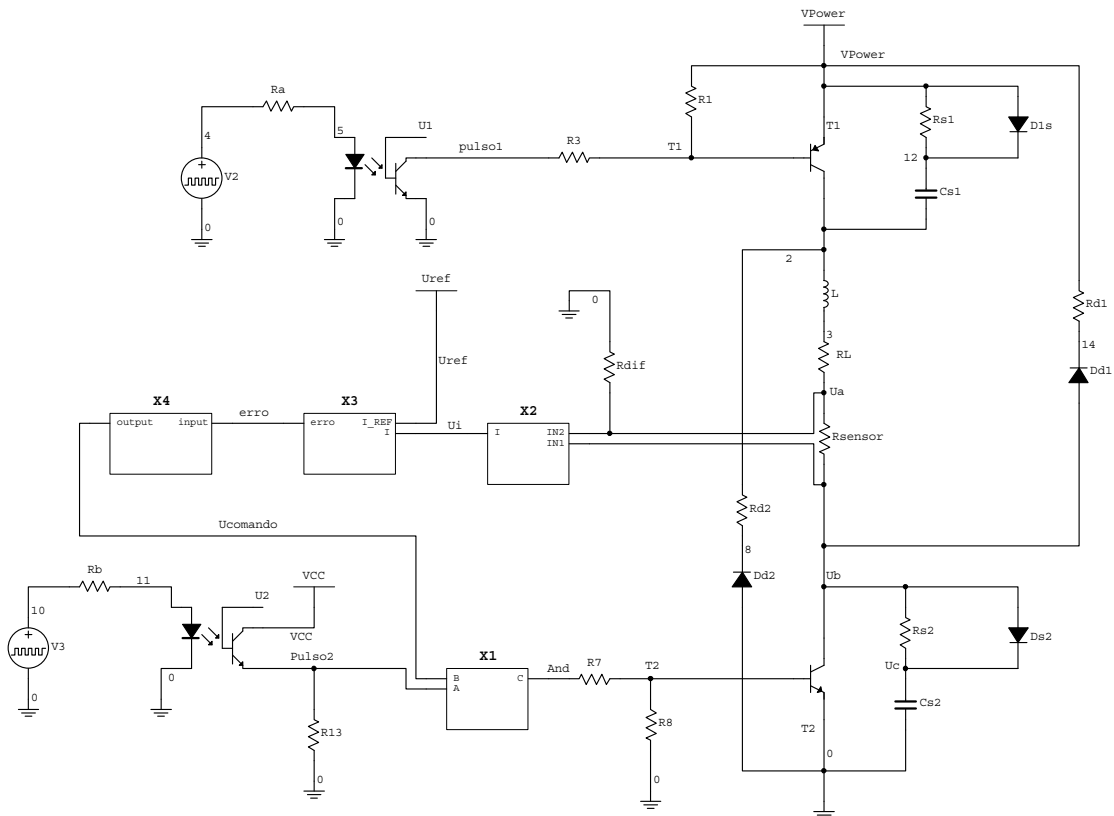 VPower
VPower
Ra
R1
4
5
U1
T1
Rs1
D1s
pulso1
R3
T1
12
V2
Cs1
0
0
0
2
Uref
0
L
Rd1
3
14
Uref
Rdif
RL
Dd1
X4
erro
X3
Ui
X2
Ua
output
input
erro
I_REF
I
I
IN2
IN1
Rsensor
Rd2
Ucomando
8
Rb
11
VCC
Dd2
Ub
10
U2
VCC
Rs2
Ds2
V3
Pulso2
X1
And
R7
T2
Uc
0
B
A
C
Cs2
0
R13
R8
T2
0
0
0